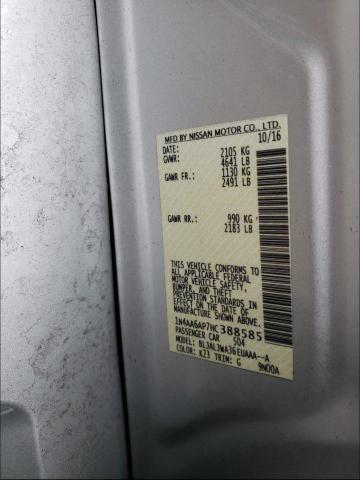 MFD BY NISSAN MOTOR CO., LTD.
DATE: 10/16
GVWR: 2105 KG
4641 LB
GAWR FR.: 1130 KG
2491 LB
GAWR RR.: 990 KG
2183 LB
THIS VEHICLE CONFORMS TO
ALL APPLICABLE FEDERAL
MOTOR VEHICLE SAFETY,
BUMPER, AND THEFT
PREVENTION STANDARDS IN
EFFECT ON THE DATE OF
MANUFACTURE SHOWN ABOVE.
1N4AA6AP7HC388585
PASSENGER CAR S04
MODEL: BL3AL3WA36EUAAA--A
COLOR: K23 TRIM: G 9N00A